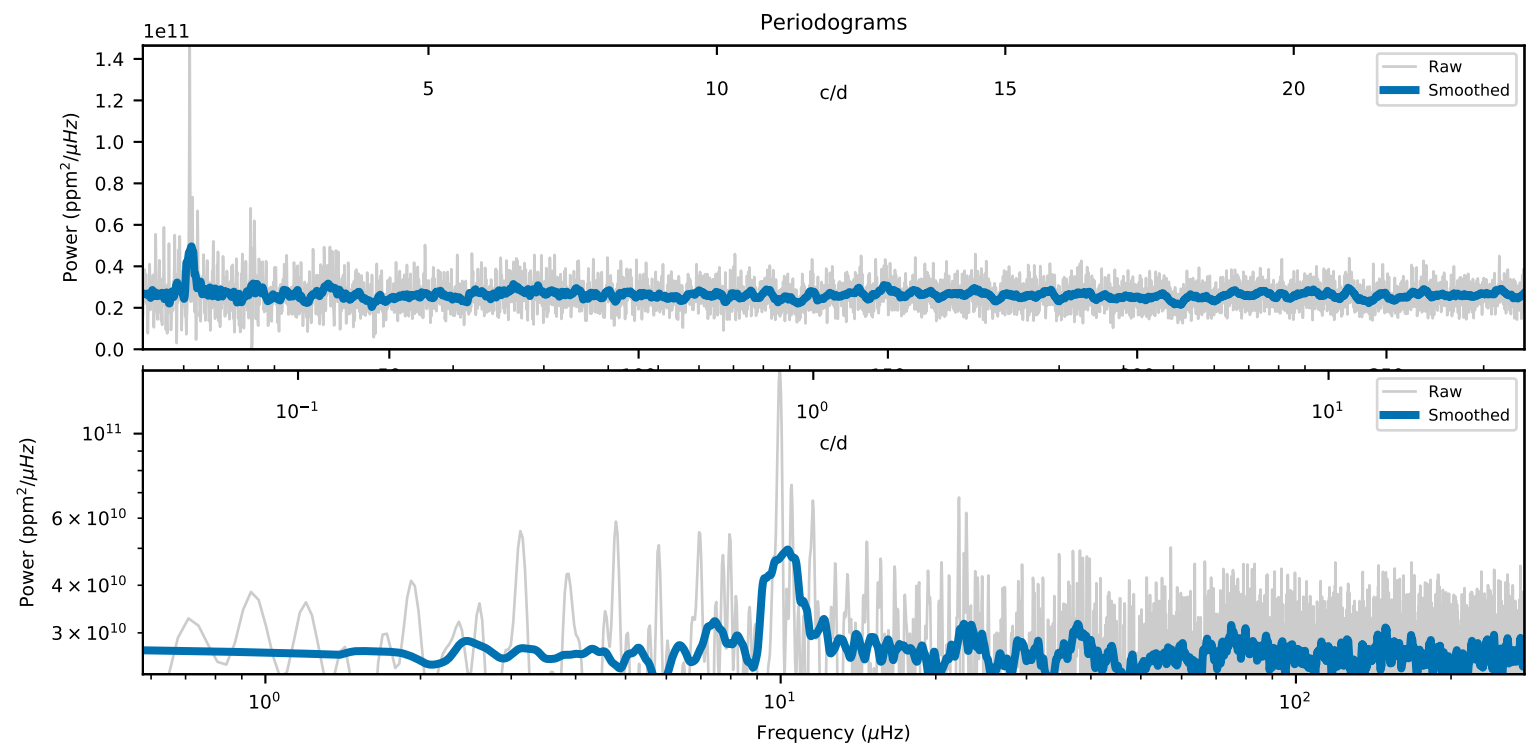 Periodograms
1e11
1.4
1.2
1.0
0.8
0.6
0.4
0.2
0.0
Power (ppm²/μHz)
5 10 15 20
c/d
Raw
Smoothed
10⁻¹ 10⁰ 10¹
c/d
Raw
Smoothed
10¹¹
6 × 10¹⁰
4 × 10¹⁰
3 × 10¹⁰
Power (ppm²/μHz)
10⁰ 10¹ 10²
Frequency (μHz)